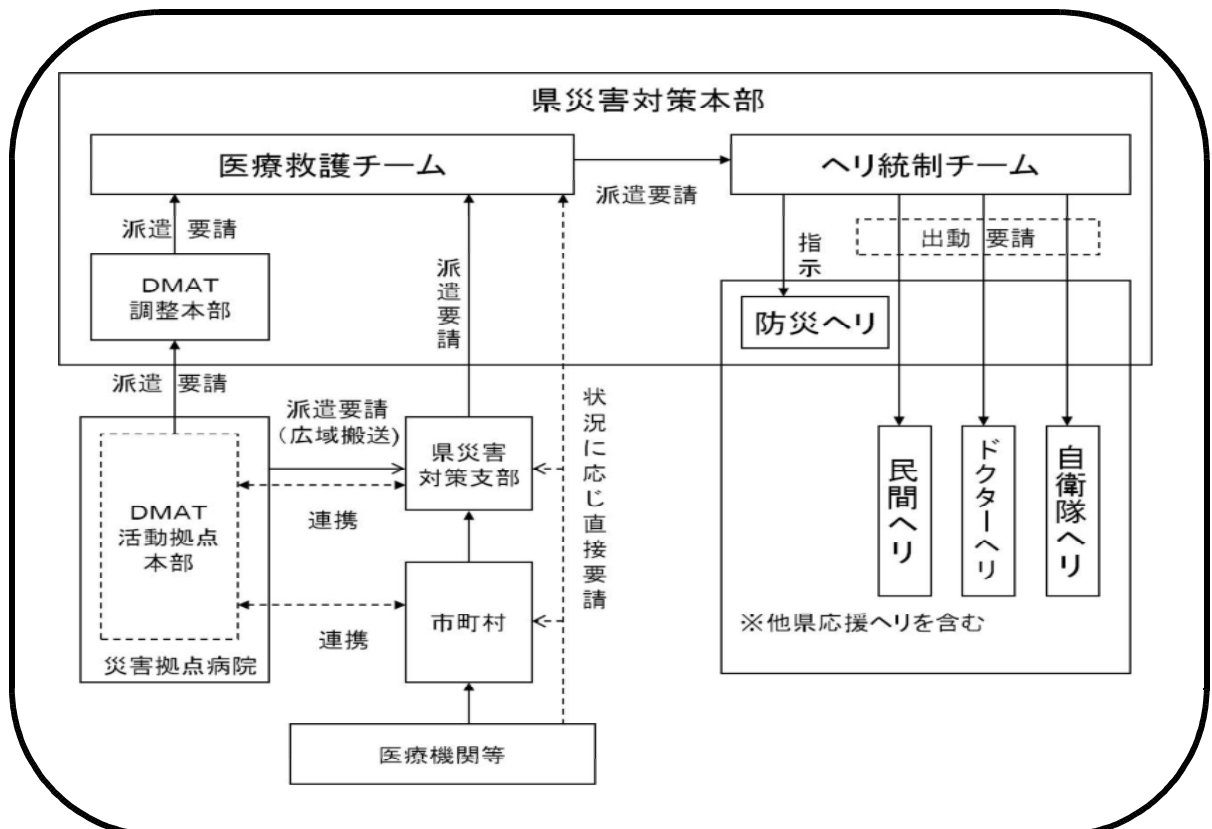 県災害対策本部
医療救護チーム
派遣要請
ヘリ統制チーム
派遣 要請
指示
出動 要請
DMAT
調整本部
派遣要請
防災ヘリ
派遣 要請
派遣要請
(広域搬送)
県災害
対策支部
状況に応じ直接要請
民間ヘリ
ドクターヘリ
自衛隊ヘリ
DMAT
活動拠点
本部
連携
市町村
連携
災害拠点病院
※他県応援ヘリを含む
医療機関等